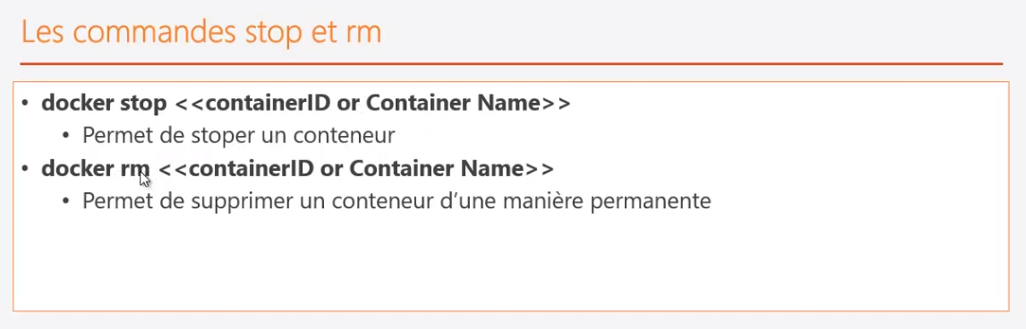 Les commandes stop et rm
• docker stop <<containerID or Container Name>>
• Permet de stoper un conteneur
• docker rm <<containerID or Container Name>>
• Permet de supprimer un conteneur d’une manière permanente